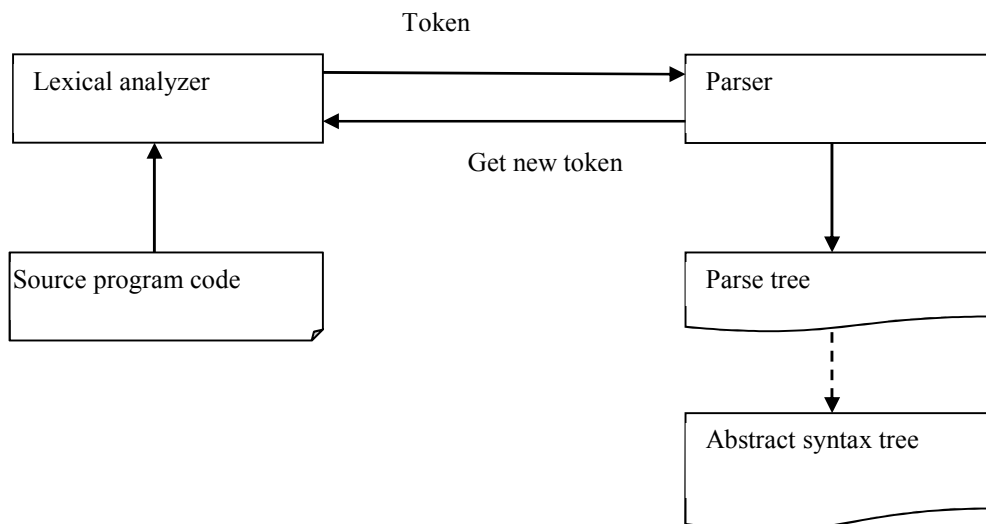 Token
Lexical analyzer
Parser
Get new token
Source program code
Parse tree
Abstract syntax tree